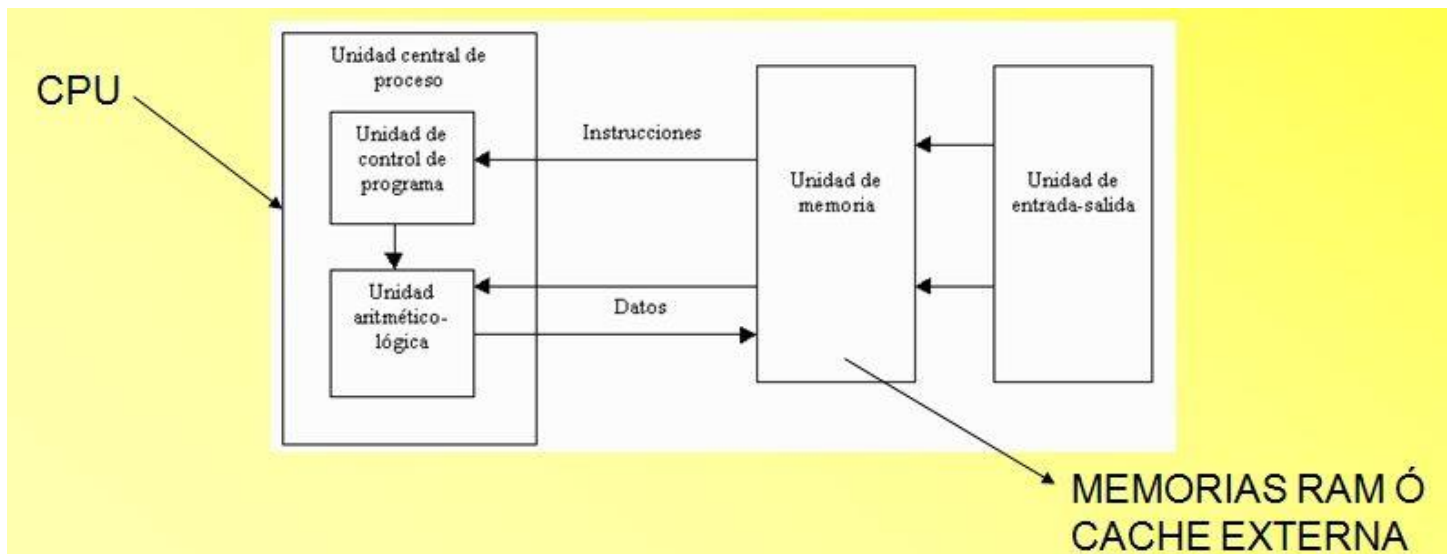 CPU
Unidad central de
proceso
Unidad de
control de
programa
Instrucciones
Unidad
aritmético-
lógica
Datos
Unidad de
memoria
Unidad de
entrada-salida
MEMORIAS RAM Ó
CACHE EXTERNA